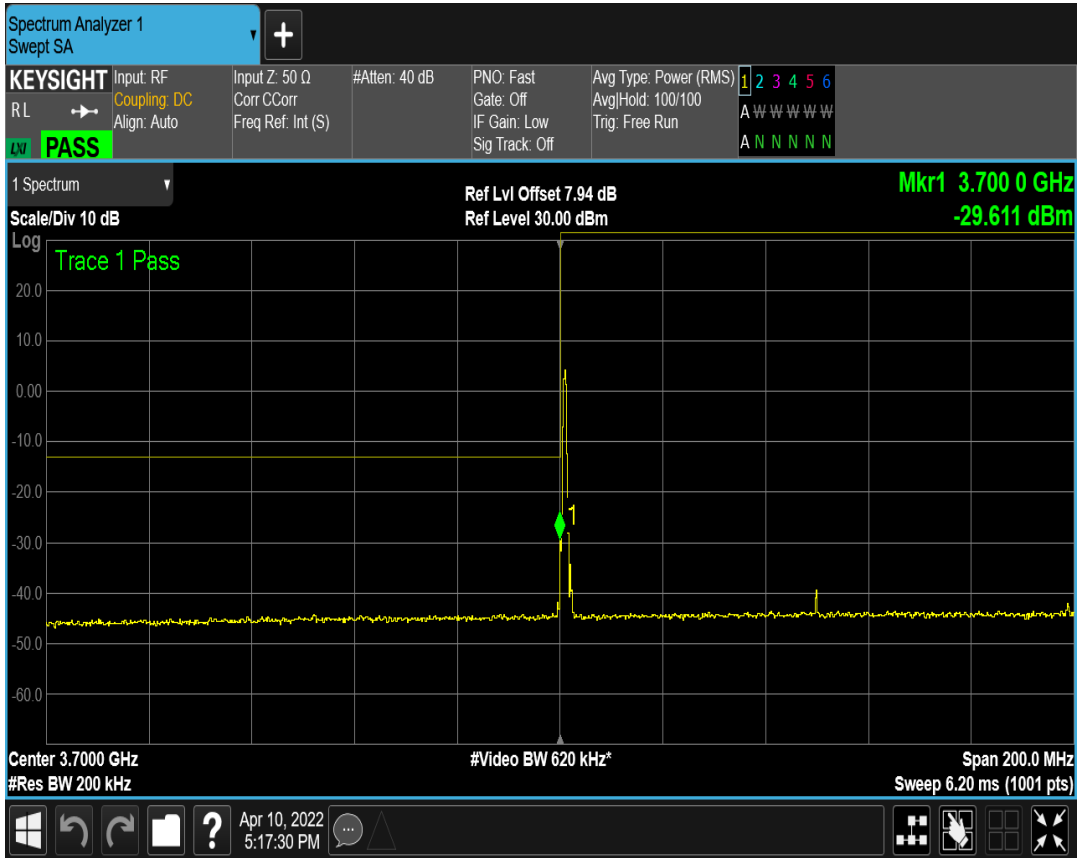 Spectrum Analyzer 1
Swept SA
KEYSIGHT
R L
LXI PASS
Input: RF
Coupling: DC
Align: Auto
Input Z: 50 Ω
Corr CCorr
Freq Ref: Int (S)
#Atten: 40 dB
PNO: Fast
Gate: Off
IF Gain: Low
Sig Track: Off
Avg Type: Power (RMS)
Avg|Hold: 100/100
Trig: Free Run
1 2 3 4 5 6
A W W W W W
A N N N N N
1 Spectrum
Scale/Div 10 dB
Ref Lvl Offset 7.94 dB
Ref Level 30.00 dBm
Mkr1 3.700 0 GHz
-29.611 dBm
Log
Trace 1 Pass
20.0
10.0
0.00
-10.0
-20.0
1
-30.0
-40.0
-50.0
-60.0
Center 3.7000 GHz
#Video BW 620 kHz*
Span 200.0 MHz
#Res BW 200 kHz
Sweep 6.20 ms (1001 pts)
?
Apr 10, 2022
5:17:30 PM